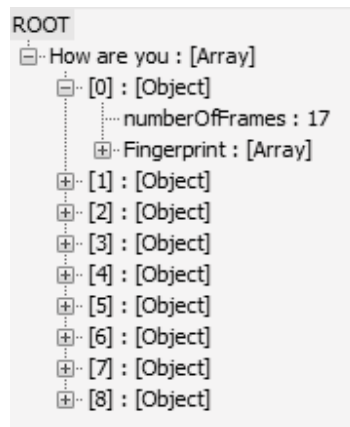 ROOT
How are you : [Array]
[0] : [Object]
numberOfFrames : 17
Fingerprint : [Array]
[1] : [Object]
[2] : [Object]
[3] : [Object]
[4] : [Object]
[5] : [Object]
[6] : [Object]
[7] : [Object]
[8] : [Object]